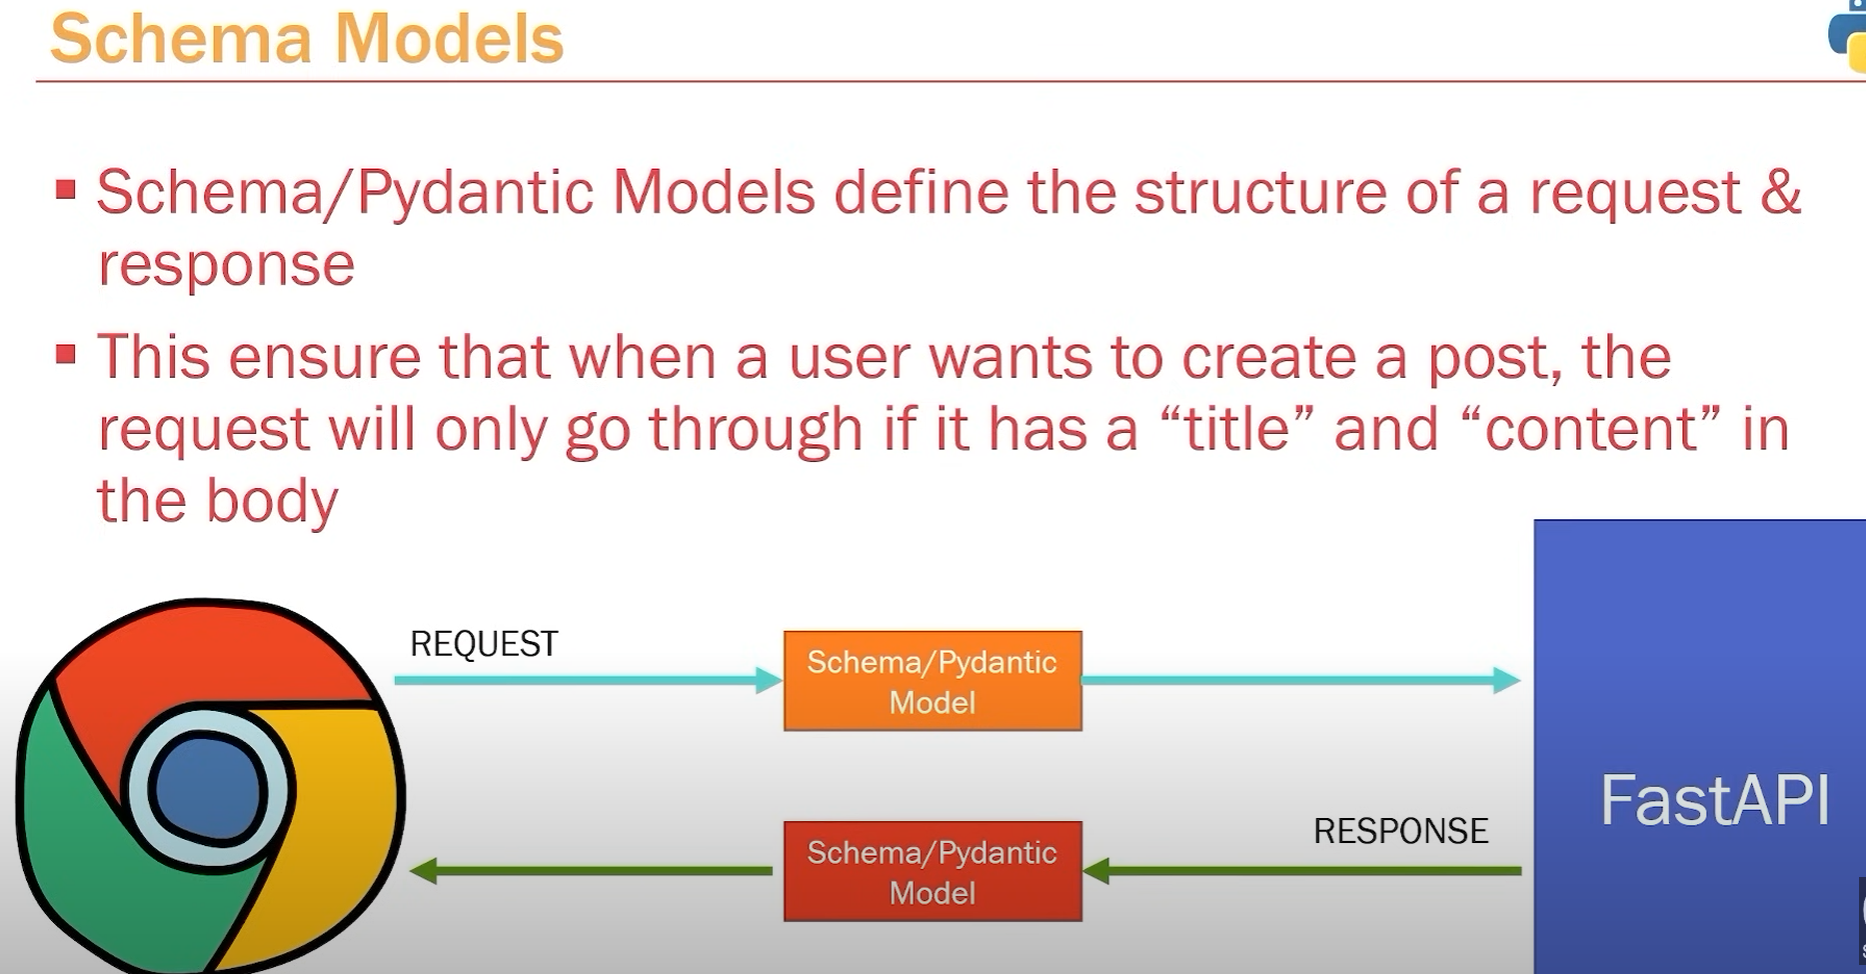 Schema Models
▪ Schema/Pydantic Models define the structure of a request &
response
▪ This ensure that when a user wants to create a post, the
request will only go through if it has a “title” and “content” in
the body
REQUEST
Schema/Pydantic
Model
FastAPI
RESPONSE
Schema/Pydantic
Model